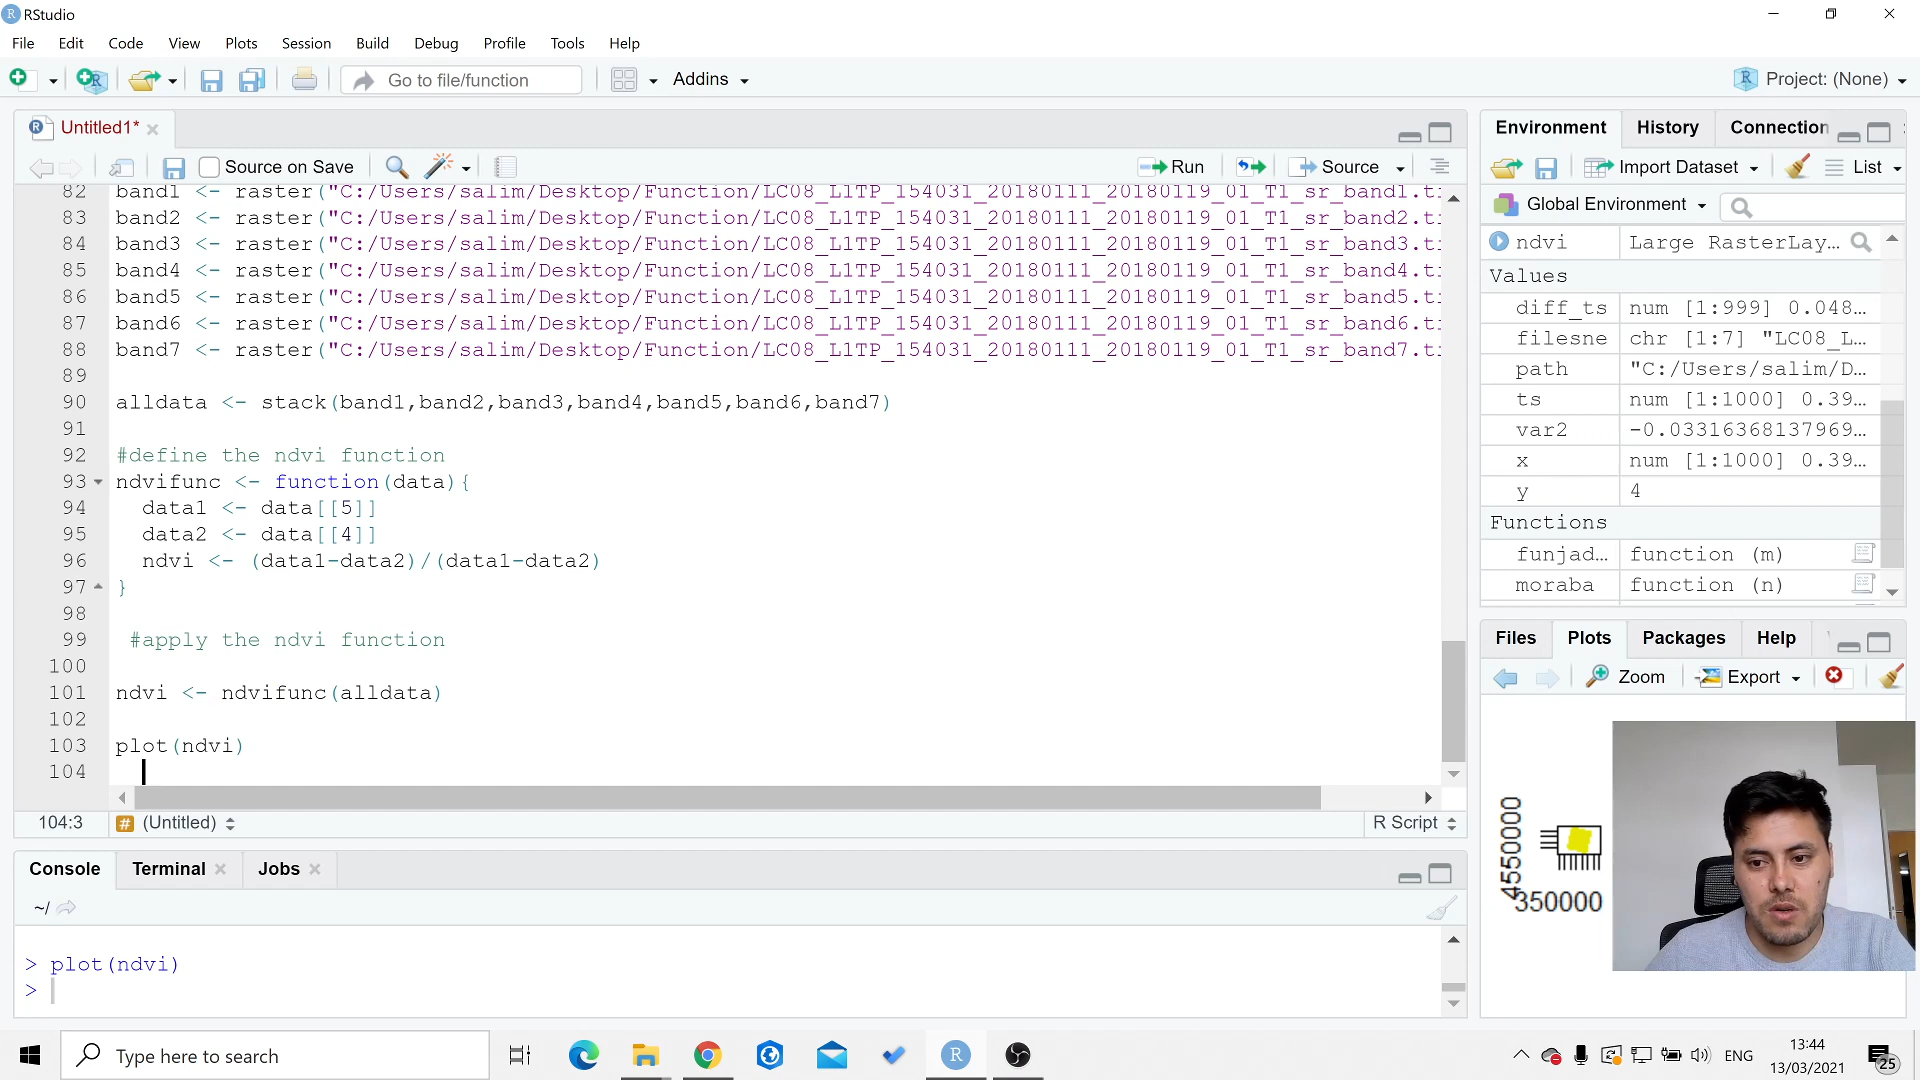 RStudio
File Edit Code View Plots Session Build Debug Profile Tools Help
Go to file/function
Addins
Project: (None)
Untitled1*
Source on Save
Run
Source
82 band1 <- raster("C:/Users/salim/Desktop/Function/LC08_L1TP_154031_20180111_20180119_01_T1_sr_band1.ti
83 band2 <- raster("C:/Users/salim/Desktop/Function/LC08_L1TP_154031_20180111_20180119_01_T1_sr_band2.ti
84 band3 <- raster("C:/Users/salim/Desktop/Function/LC08_L1TP_154031_20180111_20180119_01_T1_sr_band3.ti
85 band4 <- raster("C:/Users/salim/Desktop/Function/LC08_L1TP_154031_20180111_20180119_01_T1_sr_band4.ti
86 band5 <- raster("C:/Users/salim/Desktop/Function/LC08_L1TP_154031_20180111_20180119_01_T1_sr_band5.ti
87 band6 <- raster("C:/Users/salim/Desktop/Function/LC08_L1TP_154031_20180111_20180119_01_T1_sr_band6.ti
88 band7 <- raster("C:/Users/salim/Desktop/Function/LC08_L1TP_154031_20180111_20180119_01_T1_sr_band7.ti
89
90 alldata <- stack(band1,band2,band3,band4,band5,band6,band7)
91
92 #define the ndvi function
93 ndvifunc <- function(data){
94 data1 <- data[[5]]
95 data2 <- data[[4]]
96 ndvi <- (data1-data2)/(data1-data2)
97 }
98
99 #apply the ndvi function
100
101 ndvi <- ndvifunc(alldata)
102
103 plot(ndvi)
104
104:3 # (Untitled) R Script
Console Terminal Jobs
~/
> plot(ndvi)
>
Environment History Connection
Import Dataset List
Global Environment
ndvi Large RasterLay…
Values
diff_ts num [1:999] 0.048…
filesne chr [1:7] "LC08_L…
path "C:/Users/salim/D…
ts num [1:1000] 0.39…
var2 -0.03316368137969…
x num [1:1000] 0.39…
y 4
Functions
funjad… function (m)
moraba function (n)
Files Plots Packages Help
Zoom Export
4550000
350000
Type here to search
ENG
13:44
13/03/2021
25